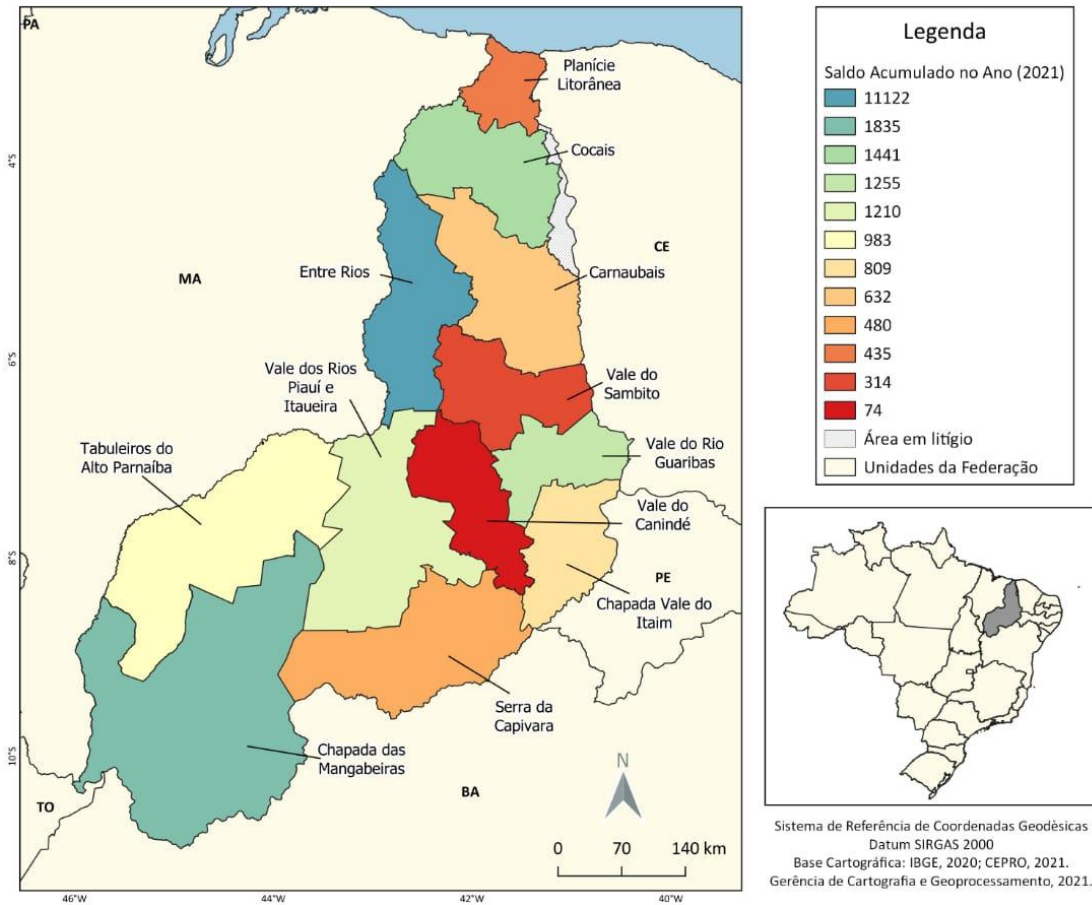 PA
Planície
Litorânea
Cocais
CE
MA
Entre Rios
Carnaubais
Vale dos Rios
Piauí e
Itaueira
Vale do
Sambito
Tabuleiros do
Alto Parnaíba
Vale do Rio
Guaribas
Vale do
Canindé
PE
Chapada Vale do
Itaim
Serra da
Capivara
Chapada das
Mangabeiras
TO
BA
N
0 70 140 km
4°S
6°S
8°S
10°S
46°W 44°W 42°W 40°W
Legenda
Saldo Acumulado no Ano (2021)
11122
1835
1441
1255
1210
983
809
632
480
435
314
74
Área em litígio
Unidades da Federação
Sistema de Referência de Coordenadas Geodèsicas
Datum SIRGAS 2000
Base Cartográfica: IBGE, 2020; CEPRO, 2021.
Gerência de Cartografia e Geoprocessamento, 2021.